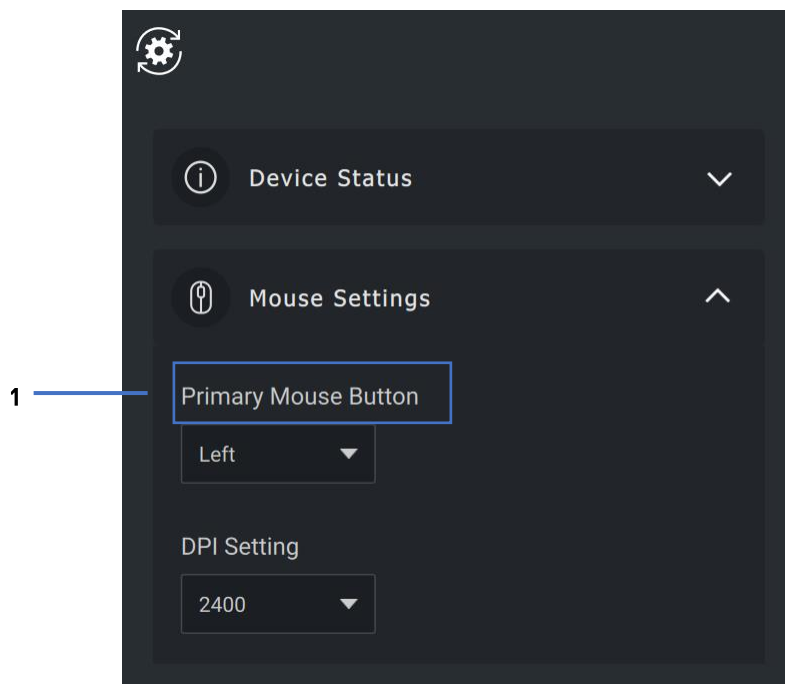 Device Status
Mouse Settings
1
Primary Mouse Button
Left
DPI Setting
2400